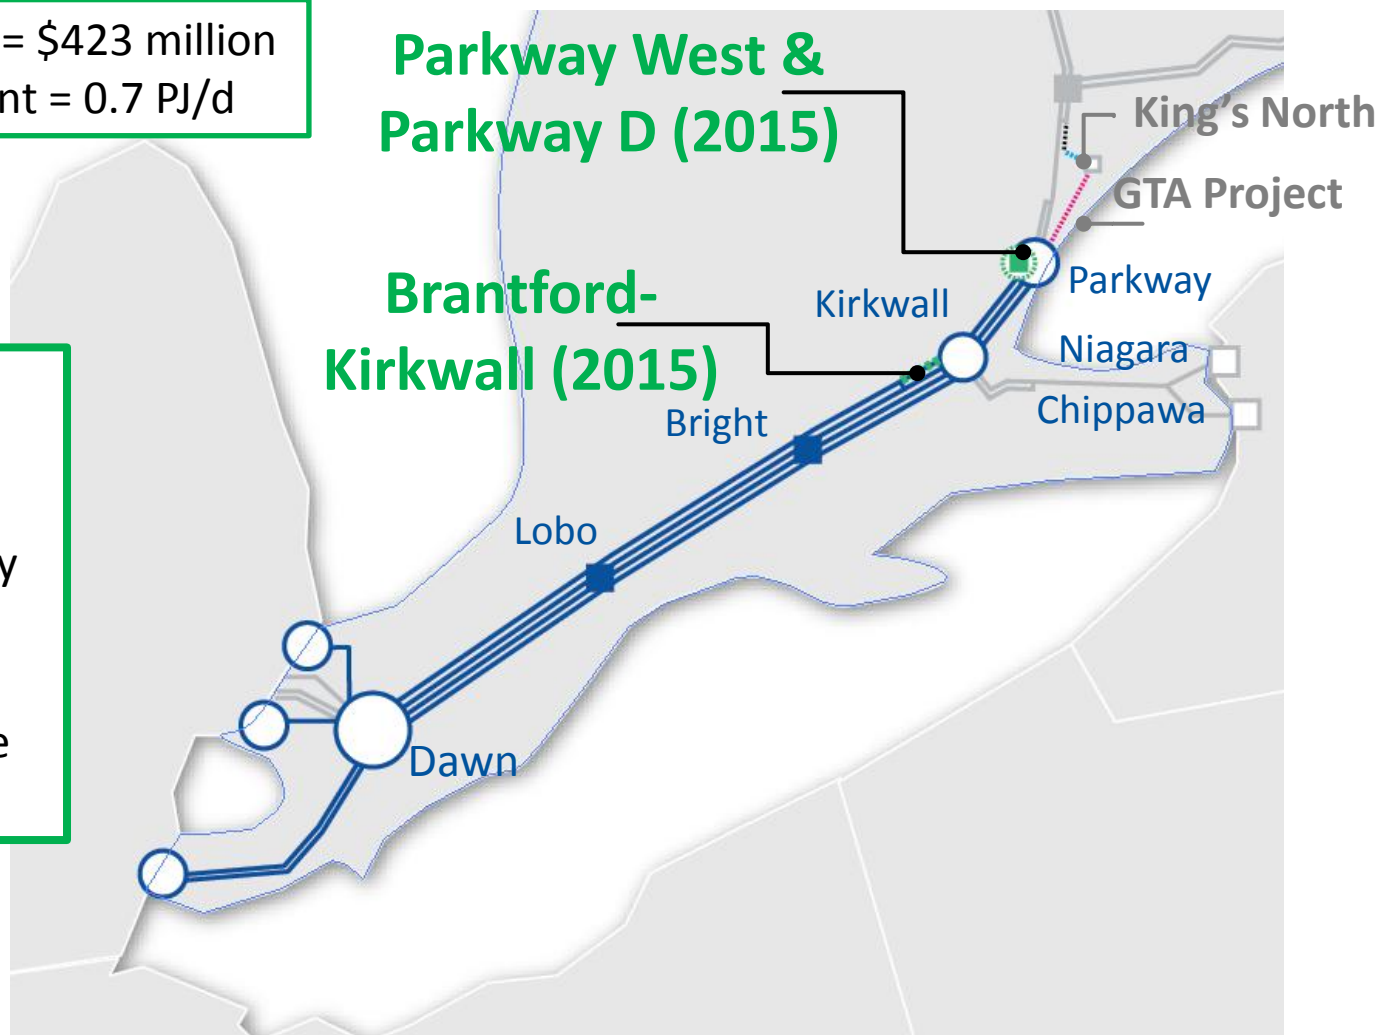 = $423 million
nt = 0.7 PJ/d
Parkway West &
Parkway D (2015)
King's North
GTA Project
Brantford-
Kirkwall (2015)
Kirkwall
Parkway
Niagara
Chippawa
Bright
Lobo
Dawn
y
e